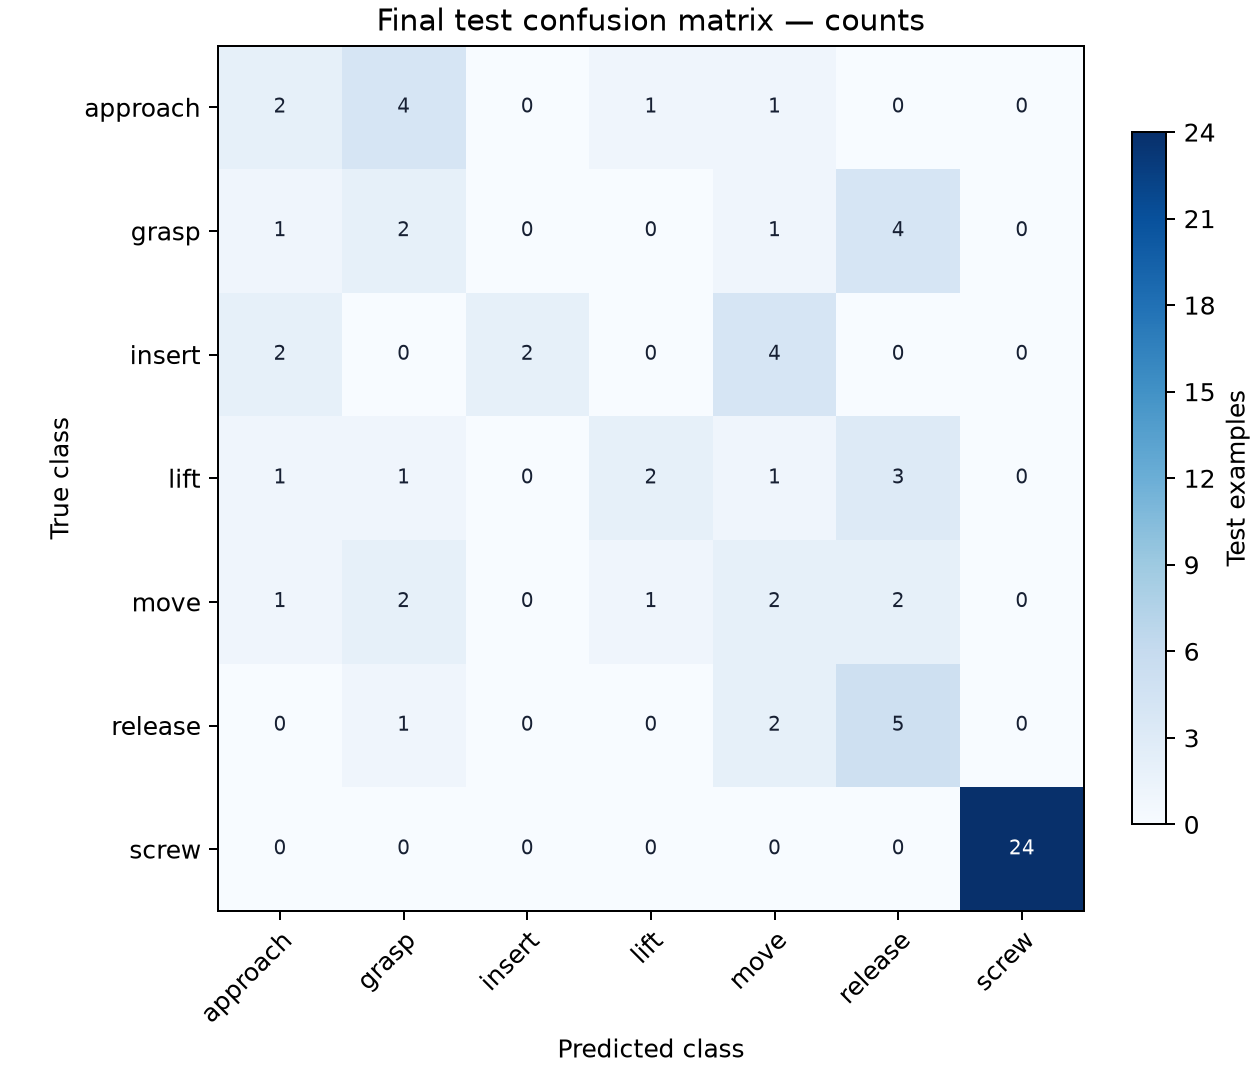 Final test confusion matrix — counts
approach 2 4 0 1 1 0 0
grasp 1 2 0 0 1 4 0
insert 2 0 2 0 4 0 0
lift 1 1 0 2 1 3 0
move 1 2 0 1 2 2 0
release 0 1 0 0 2 5 0
screw 0 0 0 0 0 0 24
approach grasp insert lift move release screw
Predicted class
True class
24
21
18
15
12
9
6
3
0
Test examples